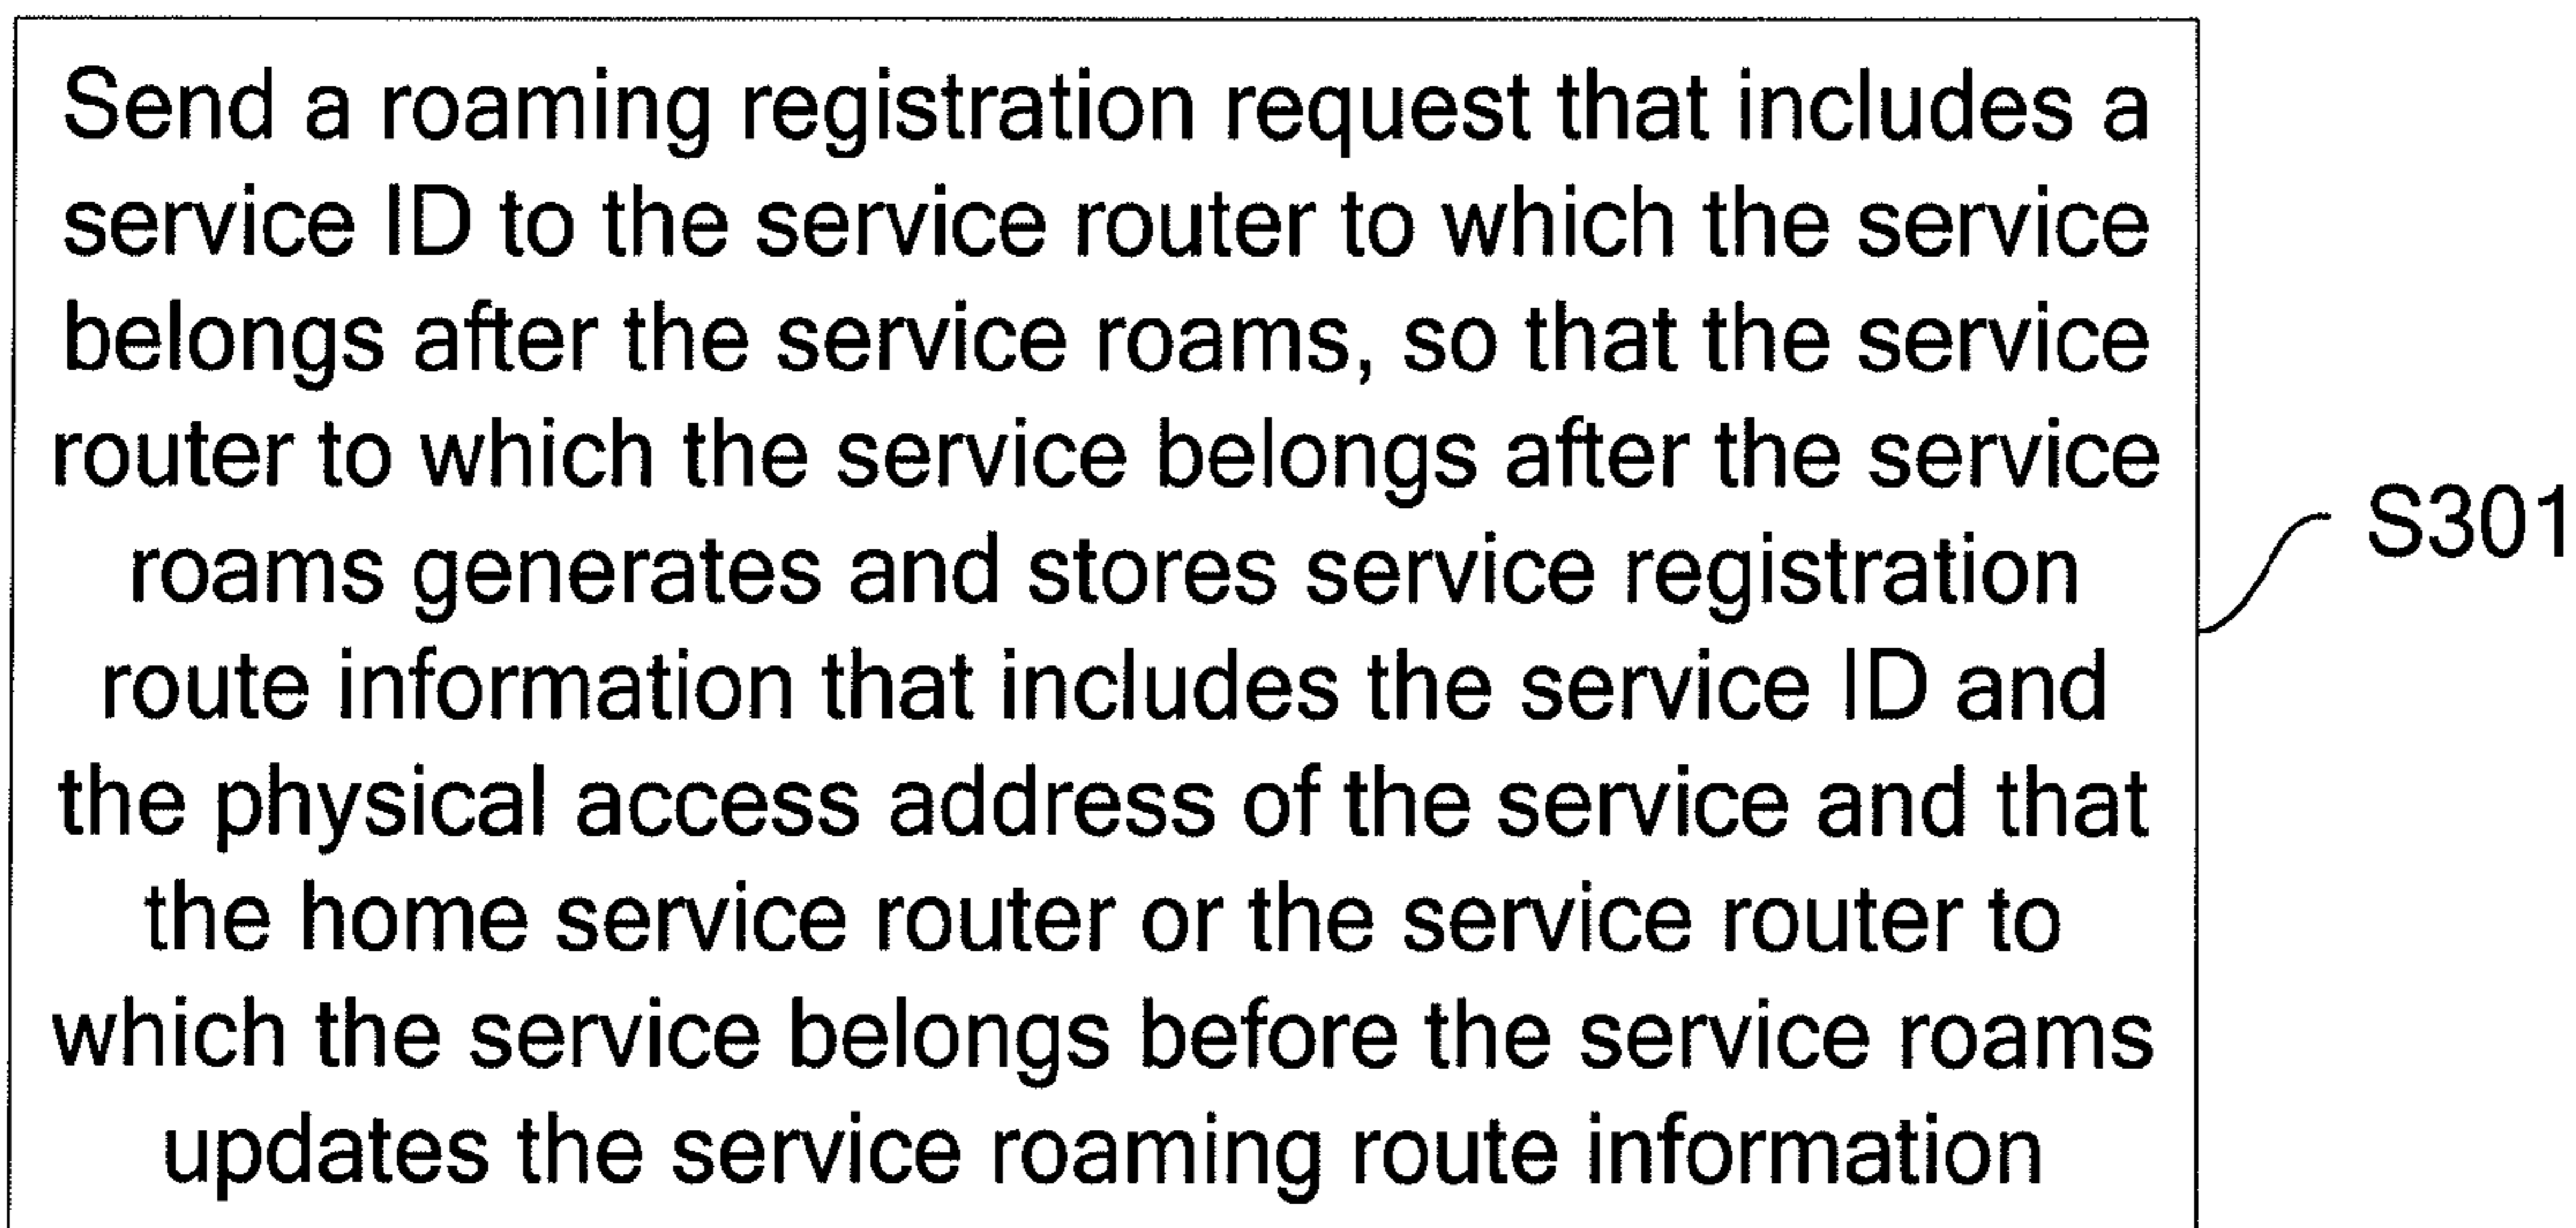 Send a roaming registration request that includes a
service ID to the service router to which the service
belongs after the service roams, so that the service
router to which the service belongs after the service
roams generates and stores service registration
route information that includes the service ID and
the physical access address of the service and that
the home service router or the service router to
which the service belongs before the service roams
updates the service roaming route information
S301